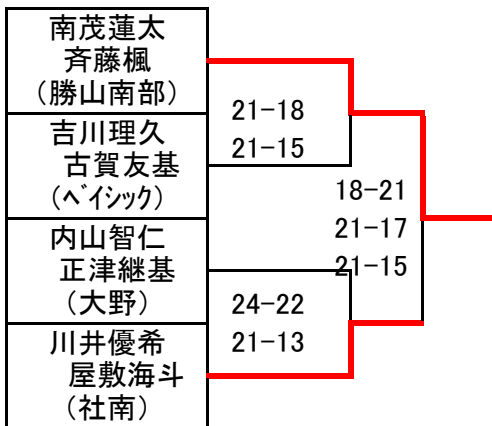 南茂蓮太
斉藤楓
（勝山南部）
吉川理久
古賀友基
（ﾍﾞイシック）
内山智仁
正津継基
（大野）
川井優希
屋敷海斗
（社南）
21-18
21-15
24-22
21-13
18-21
21-17
21-15